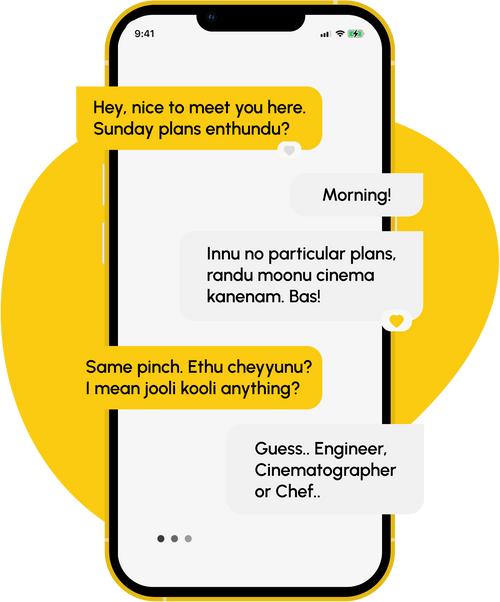 9:41
Hey, nice to meet you here.
Sunday plans enthundu?
Morning!
Innu no particular plans,
randu moonu cinema
kanenam. Bas!
Same pinch. Ethu cheyyunu?
I mean jooli kooli anything?
Guess.. Engineer,
Cinematographer
or Chef..